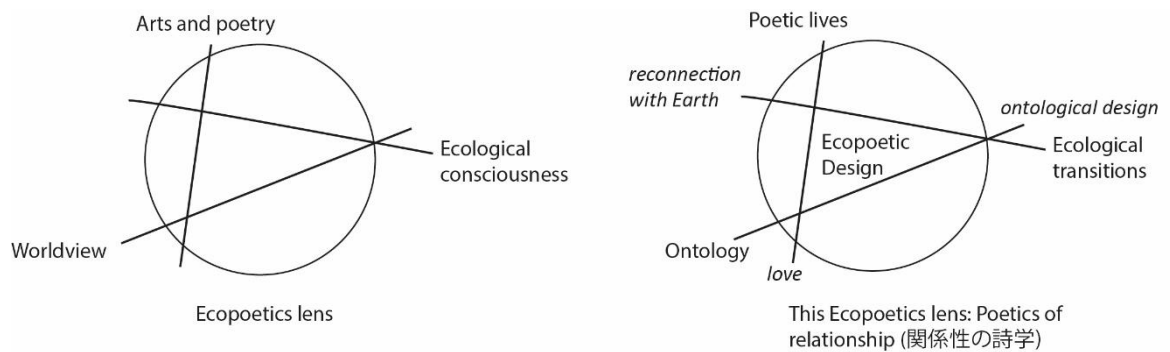 Arts and poetry
Ecological
consciousness
Worldview
Ecopoetics lens
Poetic lives
reconnection
with Earth
ontological design
Ecopoetic
Design
Ecological
transitions
Ontology
love
This Ecopoetics lens: Poetics of
relationship (関係性の詩学)